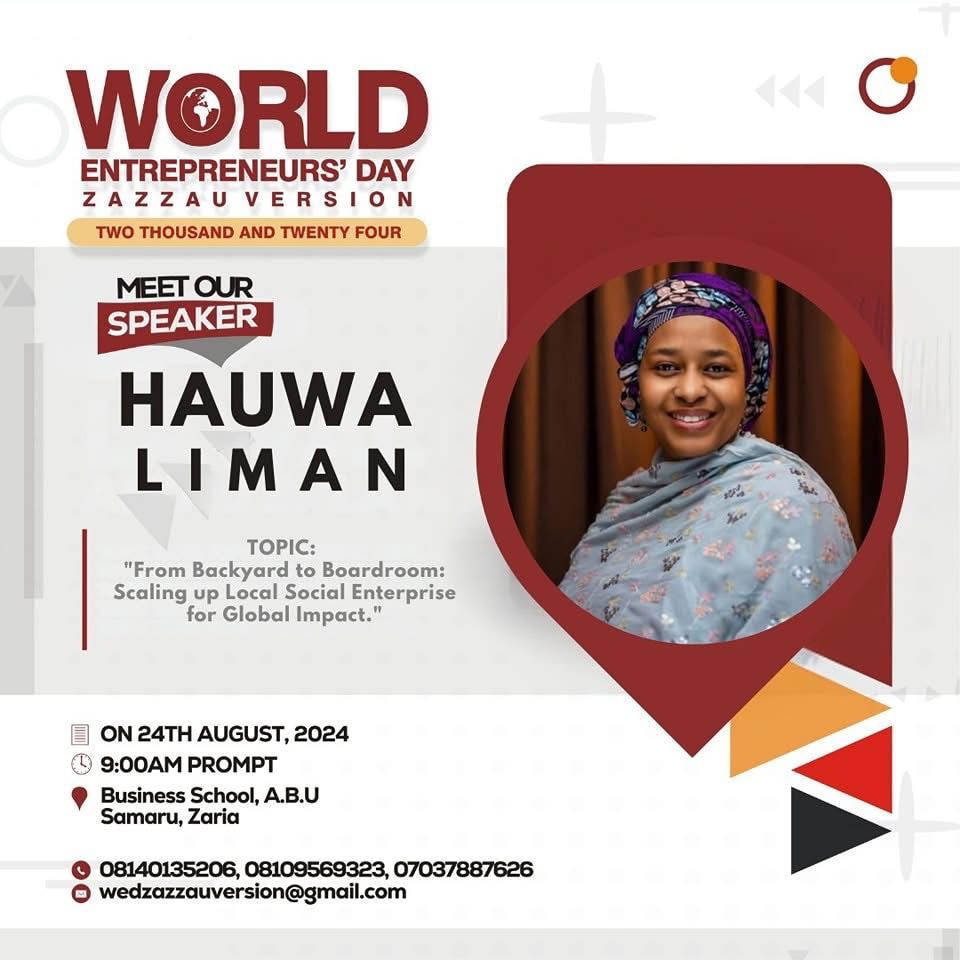 WORLD
ENTREPRENEURS' DAY
ZAZZAU VERSION
TWO THOUSAND AND TWENTY FOUR
MEET OUR
SPEAKER
HAUWA
LIMAN
TOPIC:
"From Backyard to Boardroom:
Scaling up Local Social Enterprise
for Global Impact."
ON 24TH AUGUST, 2024
9:00AM PROMPT
Business School, A.B.U
Samaru, Zaria
08140135206, 08109569323, 07037887626
wedzazzauversion@gmail.com